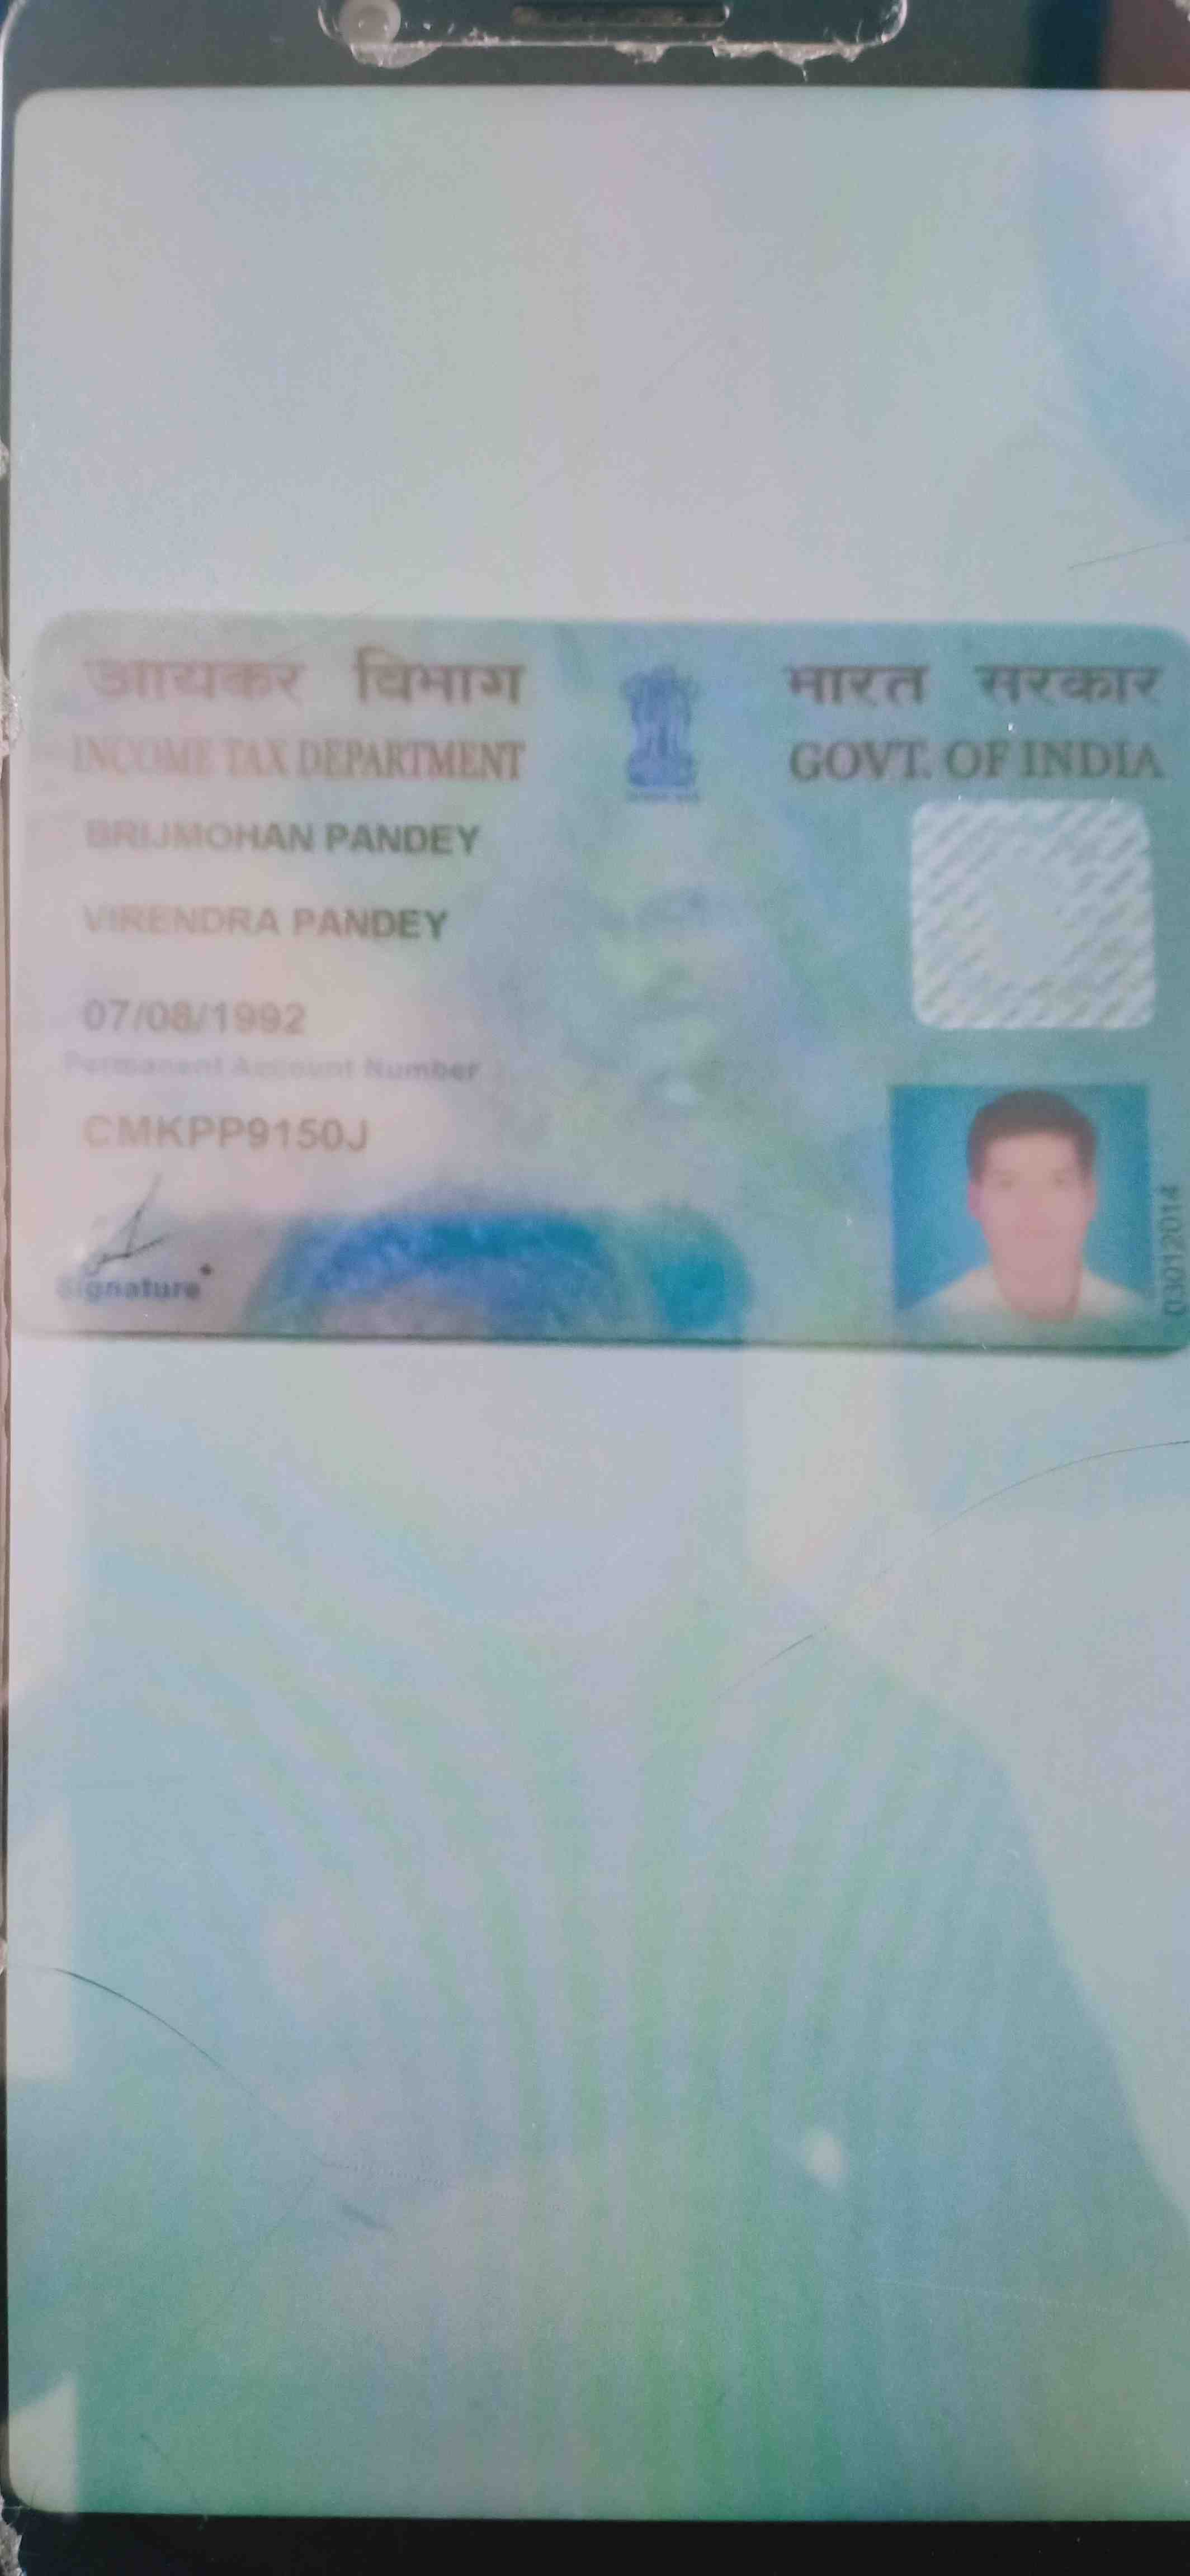 आयकर विभाग
भारत सरकार
INCOME TAX DEPARTMENT
GOVT. OF INDIA
BRIJMOHAN PANDEY
VIRENDRA PANDEY
07/08/1992
Permanent Account Number
CMKPP9150J
Signature
03012014